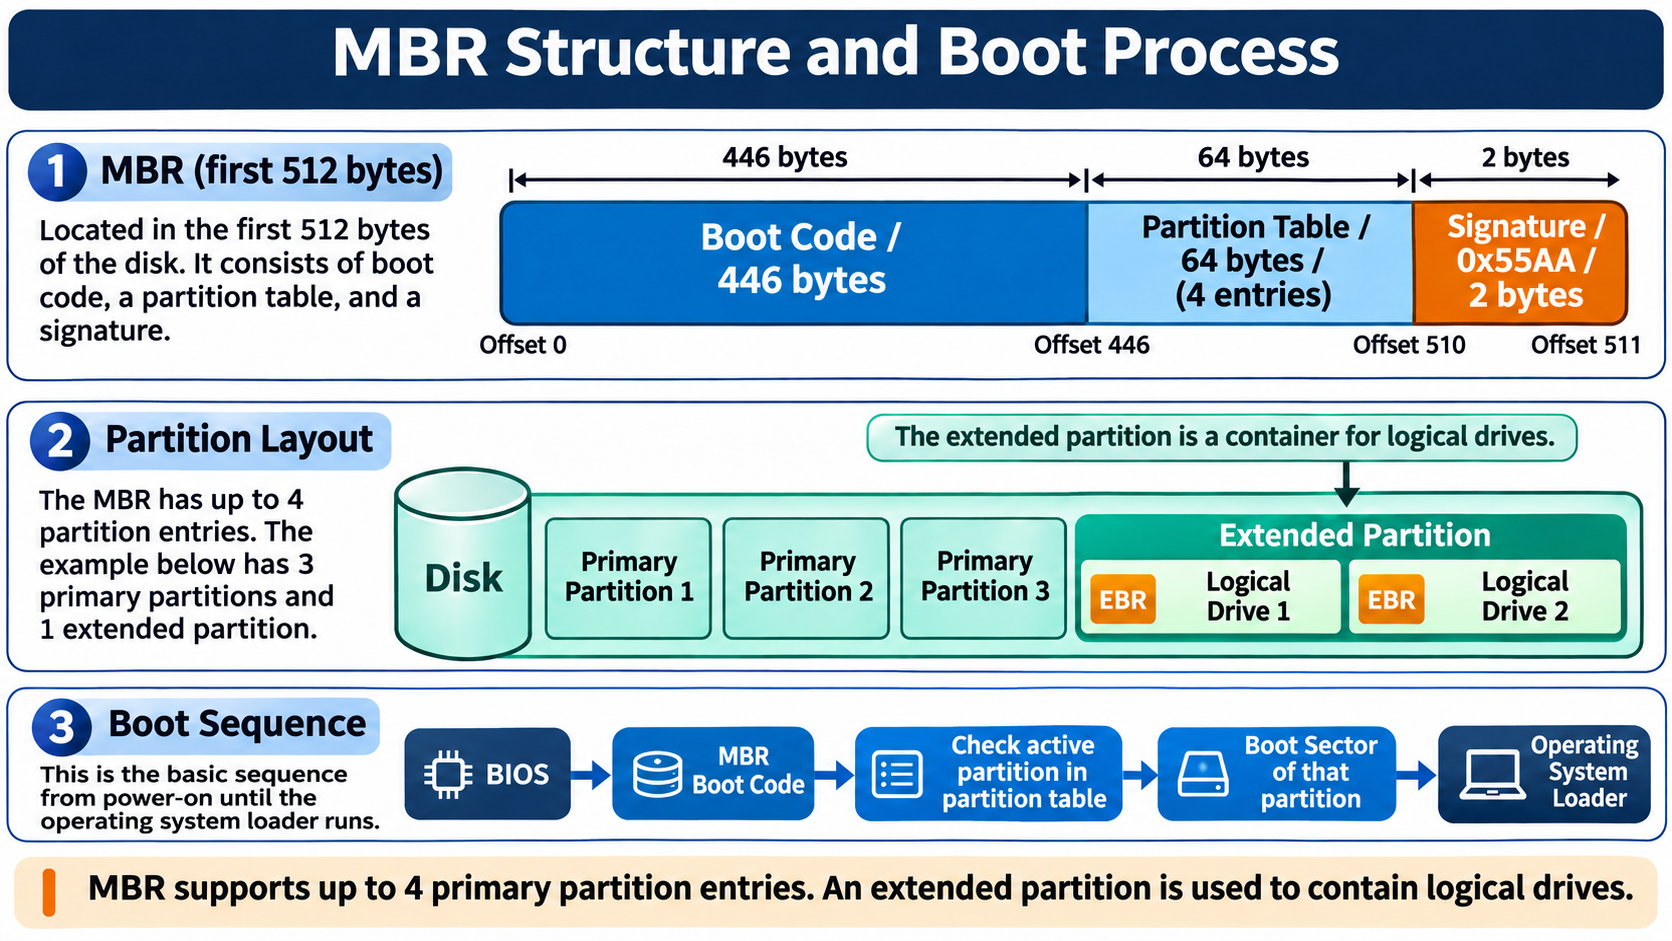 MBR Structure and Boot Process
1 MBR (first 512 bytes)
Located in the first 512 bytes
of the disk. It consists of boot
code, a partition table, and a
signature.
446 bytes
64 bytes
2 bytes
Boot Code /
446 bytes
Partition Table /
64 bytes /
(4 entries)
Signature /
0x55AA /
2 bytes
Offset 0
Offset 446
Offset 510
Offset 511
2 Partition Layout
The MBR has up to 4
partition entries. The
example below has 3
primary partitions and
1 extended partition.
The extended partition is a container for logical drives.
Disk
Primary
Partition 1
Primary
Partition 2
Primary
Partition 3
Extended Partition
EBR
Logical
Drive 1
EBR
Logical
Drive 2
3 Boot Sequence
This is the basic sequence
from power-on until the
operating system loader runs.
BIOS
MBR
Boot Code
Check active
partition in
partition table
Boot Sector
of that
partition
Operating
System
Loader
MBR supports up to 4 primary partition entries. An extended partition is used to contain logical drives.